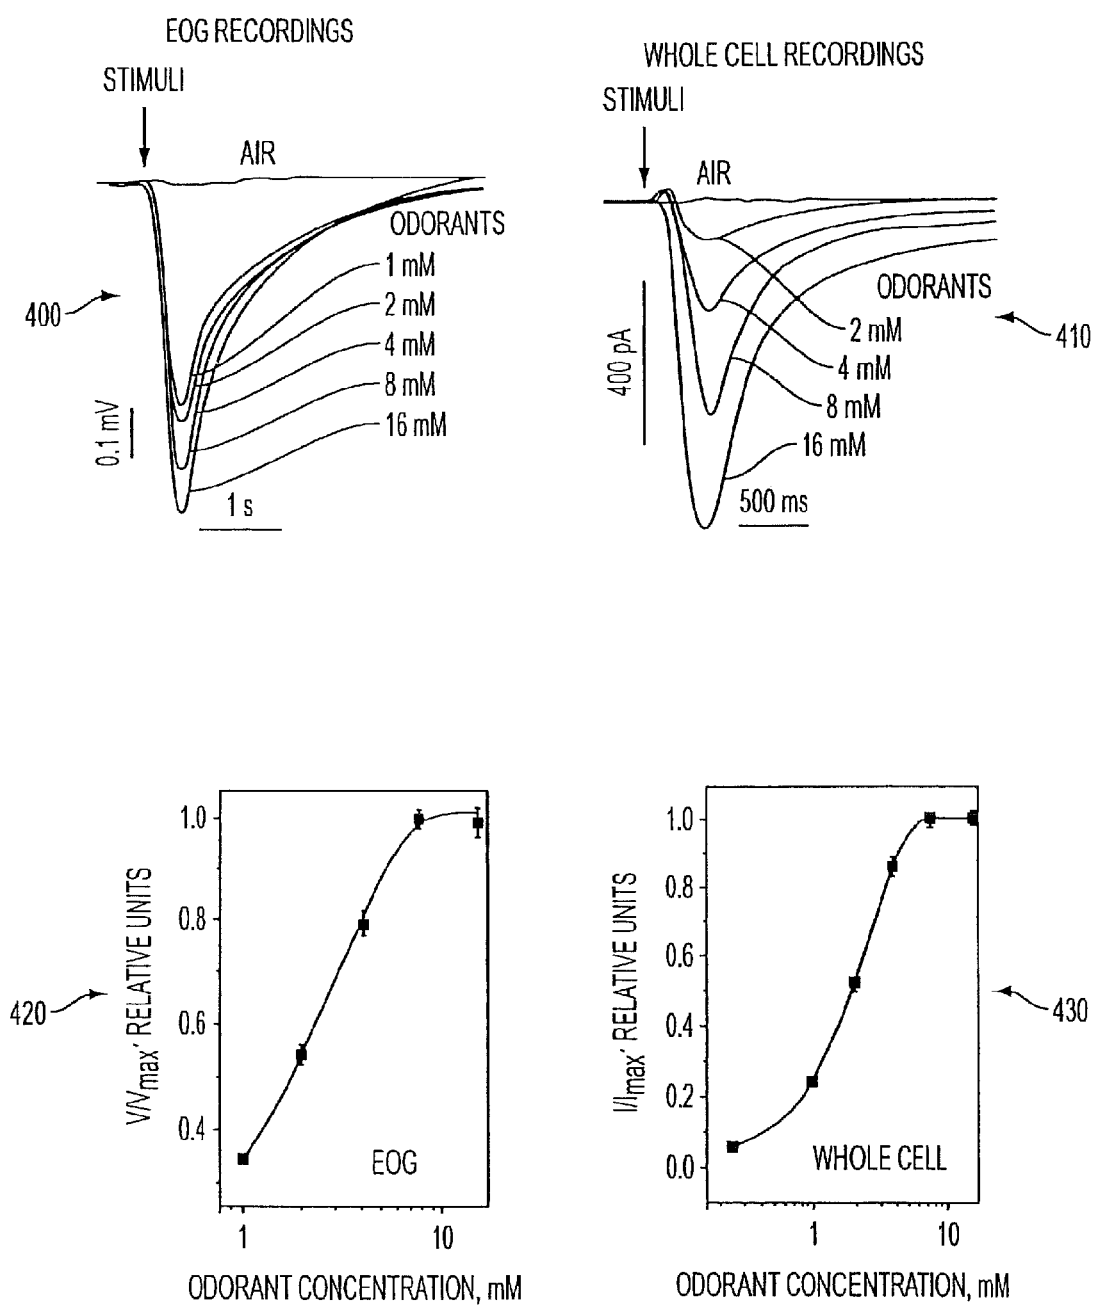 EOG RECORDINGS
STIMULI
AIR
ODORANTS
1 mM
2 mM
4 mM
8 mM
16 mM
400
0.1 mV
1 s
WHOLE CELL RECORDINGS
STIMULI
AIR
ODORANTS
2 mM
4 mM
8 mM
16 mM
410
400 pA
500 ms
420
V/Vmax, RELATIVE UNITS
1.0
0.8
0.6
0.4
EOG
1 10
ODORANT CONCENTRATION, mM
I/Imax, RELATIVE UNITS
1.0
0.8
0.6
0.4
0.2
0.0
WHOLE CELL
430
1 10
ODORANT CONCENTRATION, mM